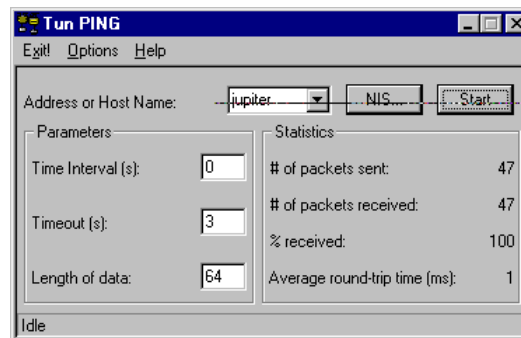 Tun PING
Exit! Options Help
Address or Host Name: jupiter NIS... Start
Parameters
Time Interval (s): 0
Timeout (s): 3
Length of data: 64
Statistics
# of packets sent: 47
# of packets received: 47
% received: 100
Average round-trip time (ms): 1
Idle